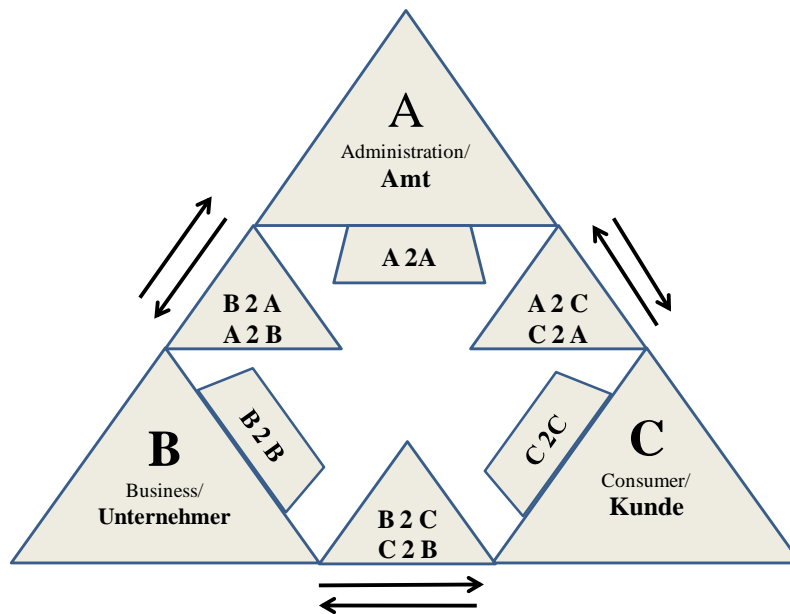 A
Administration/
Amt
A 2A
B 2 A
A 2 B
A 2 C
C 2 A
B
Business/
Unternehmer
B 2 B
B 2 C
C 2 B
C 2C
C
Consumer/
Kunde